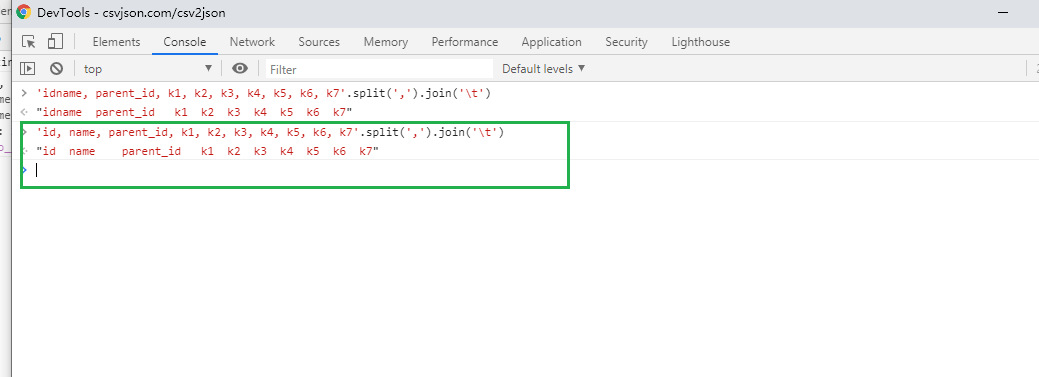 DevTools - csvjson.com/csv2json
Elements Console Network Sources Memory Performance Application Security Lighthouse
top Filter Default levels
'idname, parent_id, k1, k2, k3, k4, k5, k6, k7'.split(',').join('\t')
"idname parent_id k1 k2 k3 k4 k5 k6 k7"
'id, name, parent_id, k1, k2, k3, k4, k5, k6, k7'.split(',').join('\t')
"id name parent_id k1 k2 k3 k4 k5 k6 k7"